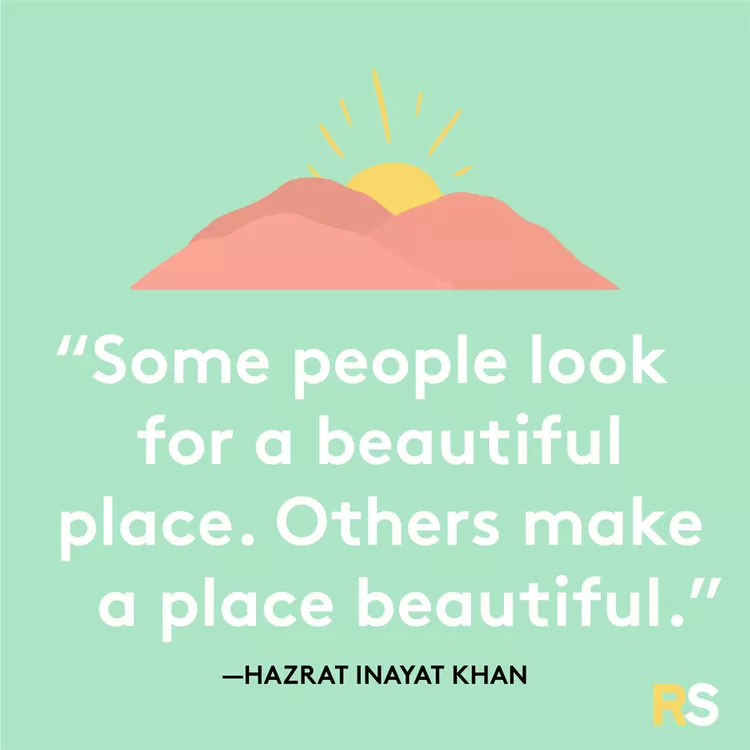 “Some people look
for a beautiful
place. Others make
a place beautiful.”
—HAZRAT INAYAT KHAN
RS